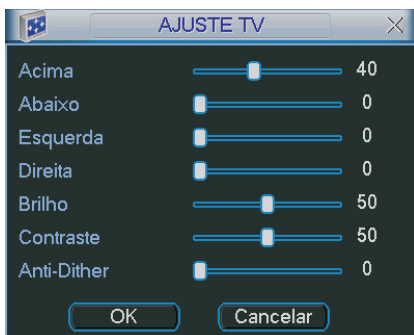 AJUSTE TV
Acima 40
Abaixo 0
Esquerda 0
Direita 0
Brilho 50
Contraste 50
Anti-Dither 0
OK Cancelar